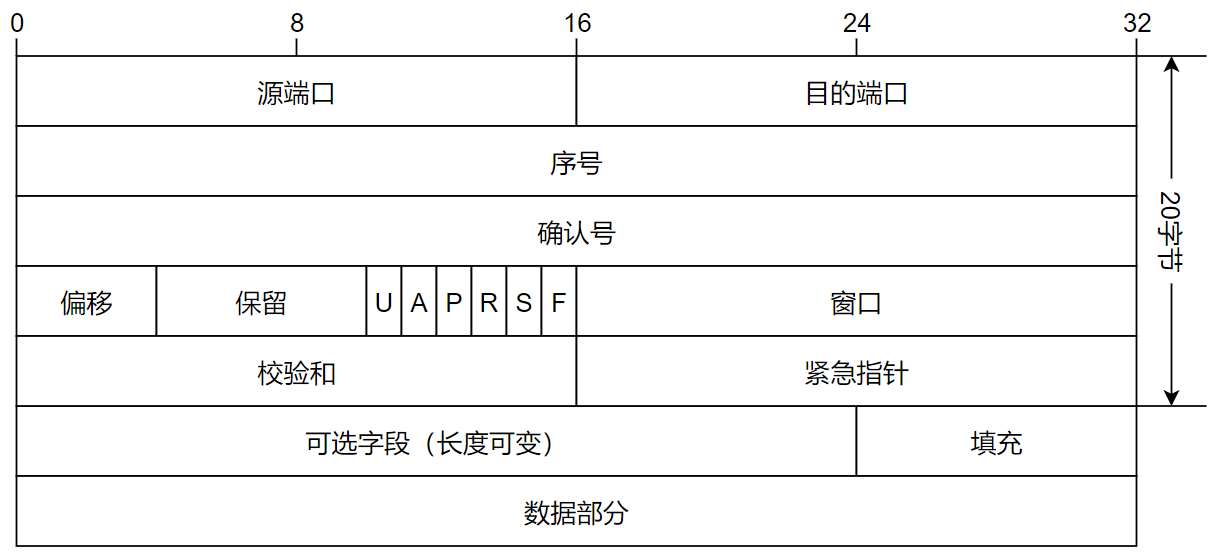 0 8 16 24 32
源端口 目的端口
序号
确认号
20字节
偏移 保留 U A P R S F 窗口
校验和 紧急指针
可选字段（长度可变） 填充
数据部分